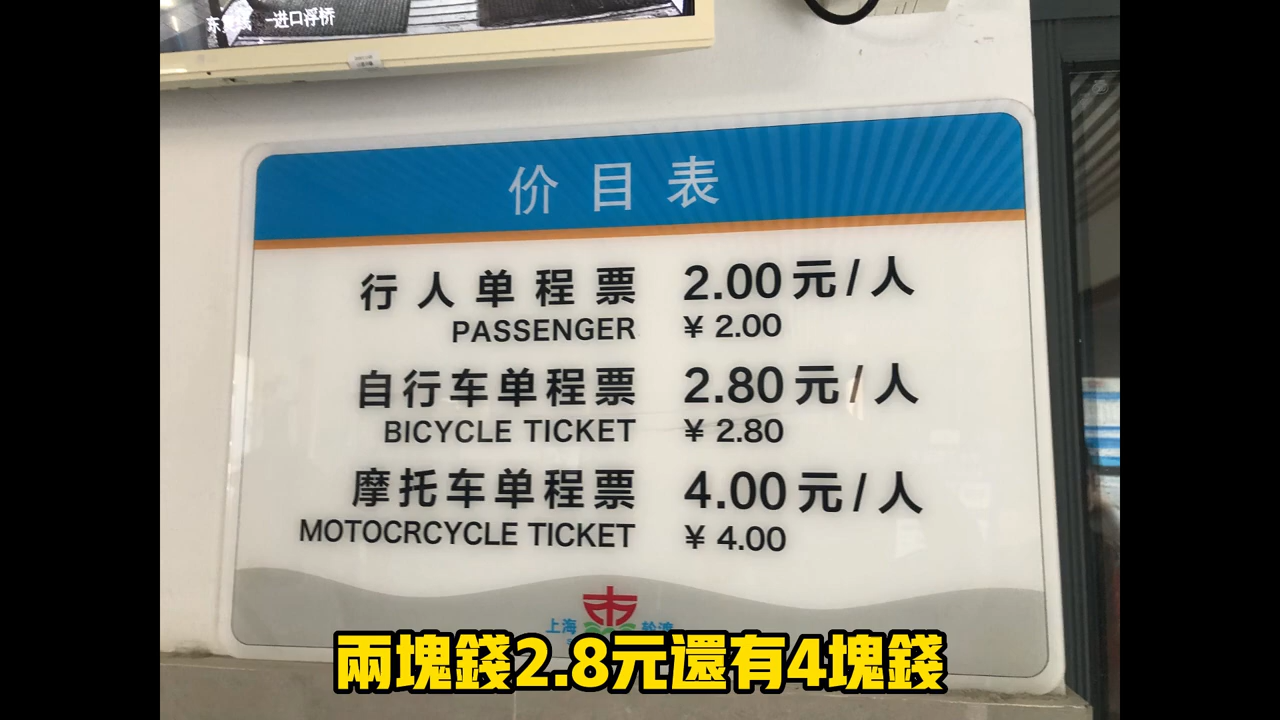 进口浮桥
价目表
行人单程票 2.00元/人
PASSENGER ¥ 2.00
自行车单程票 2.80元/人
BICYCLE TICKET ¥ 2.80
摩托车单程票 4.00元/人
MOTOCRCYCLE TICKET ¥ 4.00
上海 轮渡
兩塊錢2.8元還有4塊錢